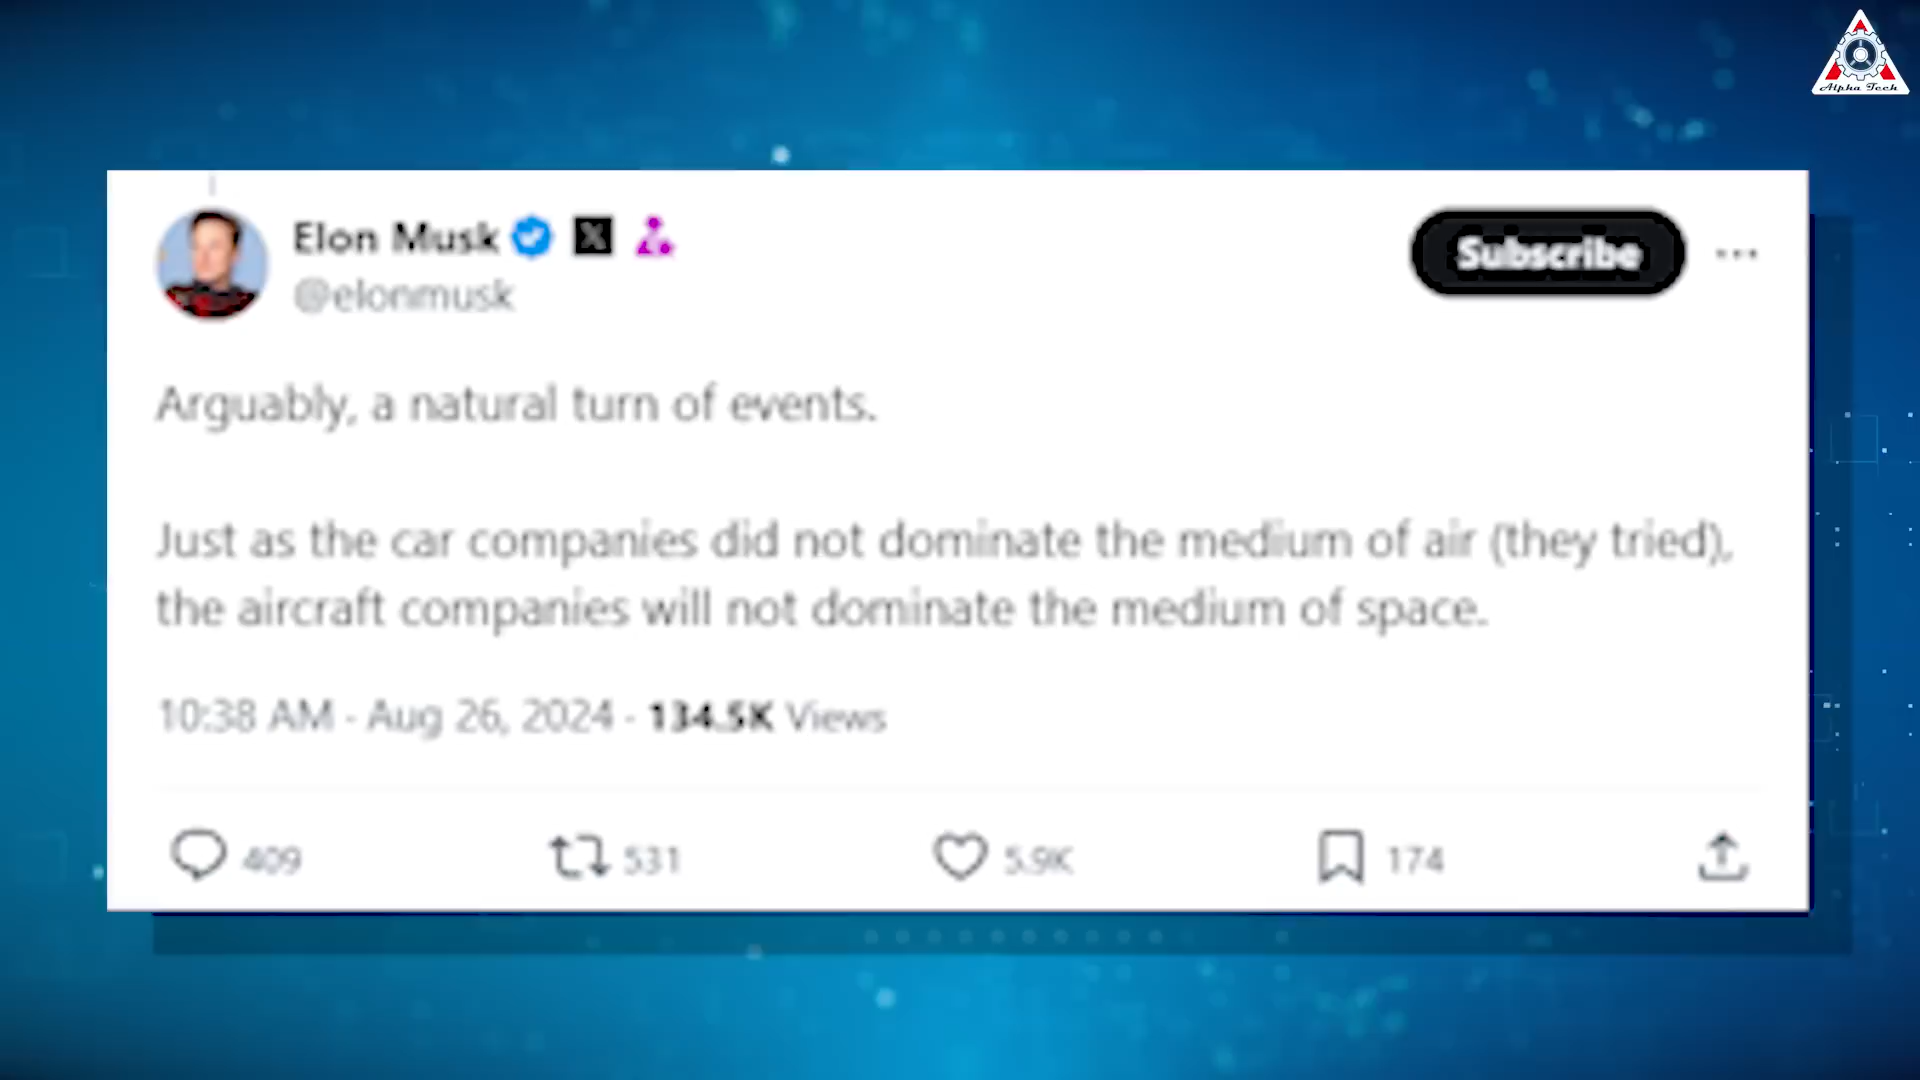 Alpha Tech
Elon Musk
@elonmusk
Subscribe
Arguably, a natural turn of events.
Just as the car companies did not dominate the medium of air (they tried),
the aircraft companies will not dominate the medium of space.
10:38 AM - Aug 26, 2024 - 134.5K Views
409 531 5.9K 174